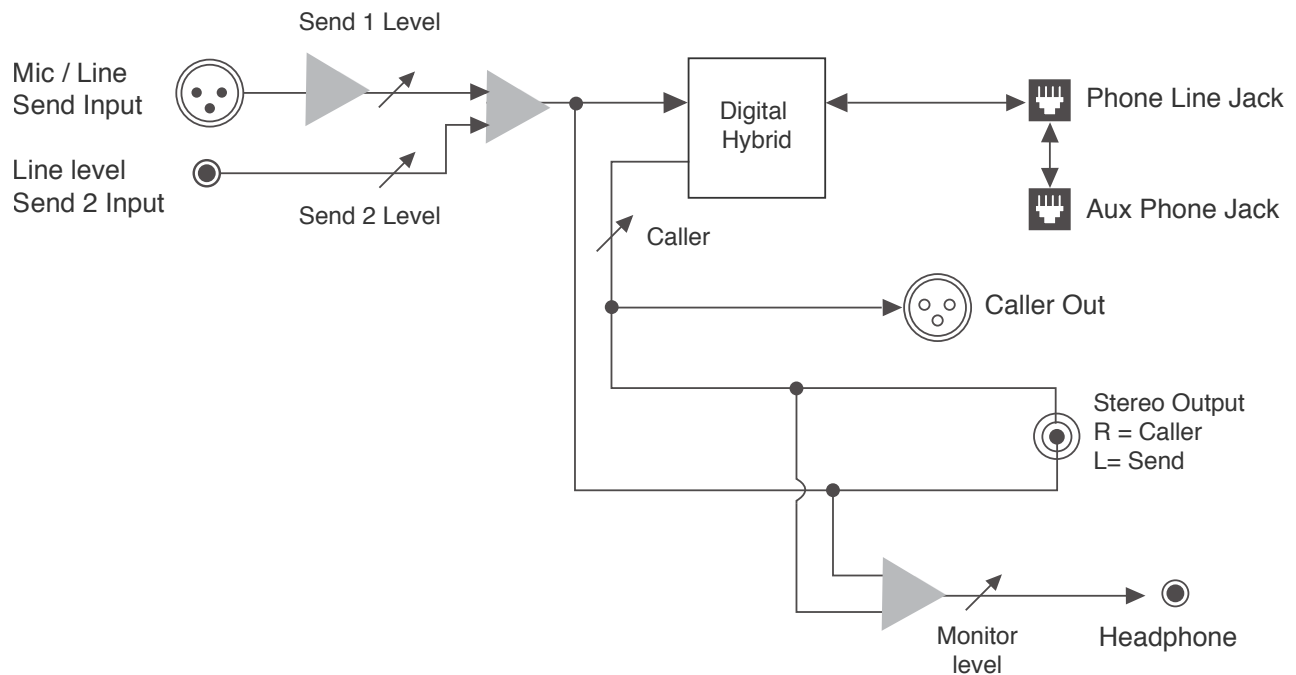 Send 1 Level
Mic / Line
Send Input
Line level
Send 2 Input
Send 2 Level
Digital
Hybrid
Phone Line Jack
Aux Phone Jack
Caller
Caller Out
Stereo Output
R = Caller
L= Send
Monitor
level
Headphone